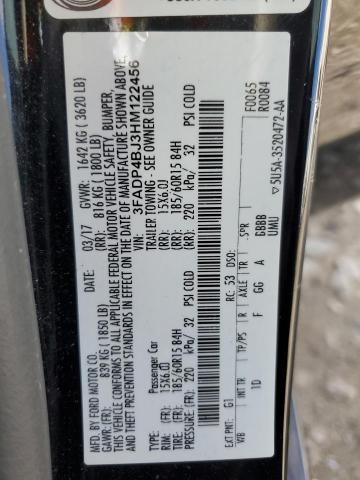 MFD. BY FORD MOTOR CO.
03/17 GVWR: 1642 KG ( 3620 LB)
GAWR: (FR): 839 KG ( 1850 LB) (RR): 816 KG ( 1800 LB)
THIS VEHICLE CONFORMS TO ALL APPLICABLE FEDERAL MOTOR VEHICLE SAFETY, BUMPER,
AND THEFT PREVENTION STANDARDS IN EFFECT ON THE DATE OF MANUFACTURE SHOWN ABOVE.
VIN: 3FADP4BJ3HM122456
TYPE: Passenger Car TRAILER TOWING - SEE OWNER GUIDE
RIM: (FR): 15X6.0J (RR): 15X6.0J
TIRE: (FR): 185/60R15 84H (RR): 185/60R15 84H
PRESSURE: (FR): 220 kPa/ 32 PSI COLD (RR): 220 kPa/ 32 PSI COLD
EXT PNT: G1 RC: 53 DSO: F0065
R0084
V/B INT TR TP/PS R AXLE TR SPR
1D F GG A GBBB
UMU
5U5A-3520472-AA